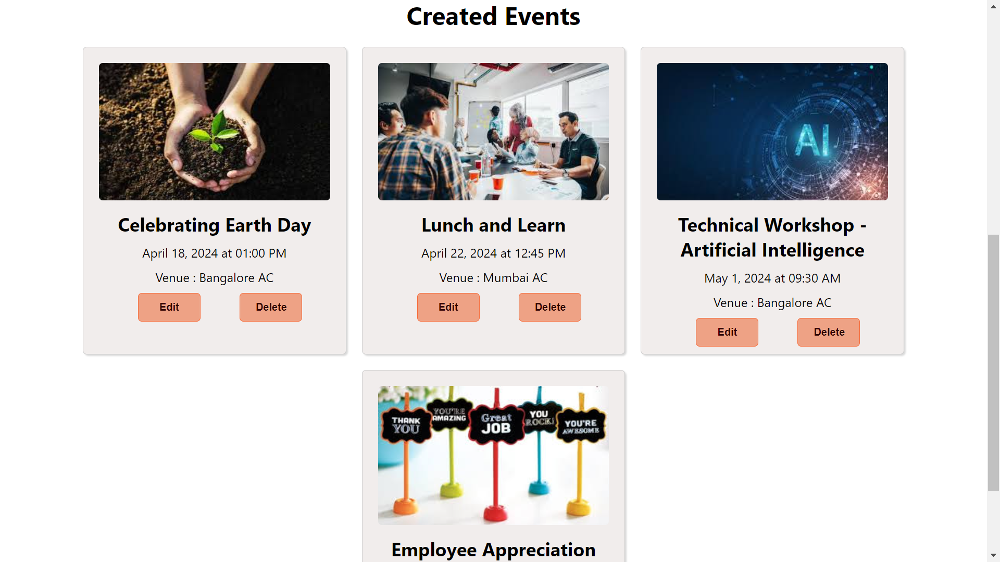 Created Events
AI
Celebrating Earth Day
April 18, 2024 at 01:00 PM
Venue : Bangalore AC
Edit
Delete
Lunch and Learn
April 22, 2024 at 12:45 PM
Venue : Mumbai AC
Edit
Delete
Technical Workshop -
Artificial Intelligence
May 1, 2024 at 09:30 AM
Venue : Bangalore AC
Edit
Delete
THANK
YOU
YOU'RE
AMAZING
Great
JOB
YOU
ROCK!
YOU'RE
AWESOME
Employee Appreciation